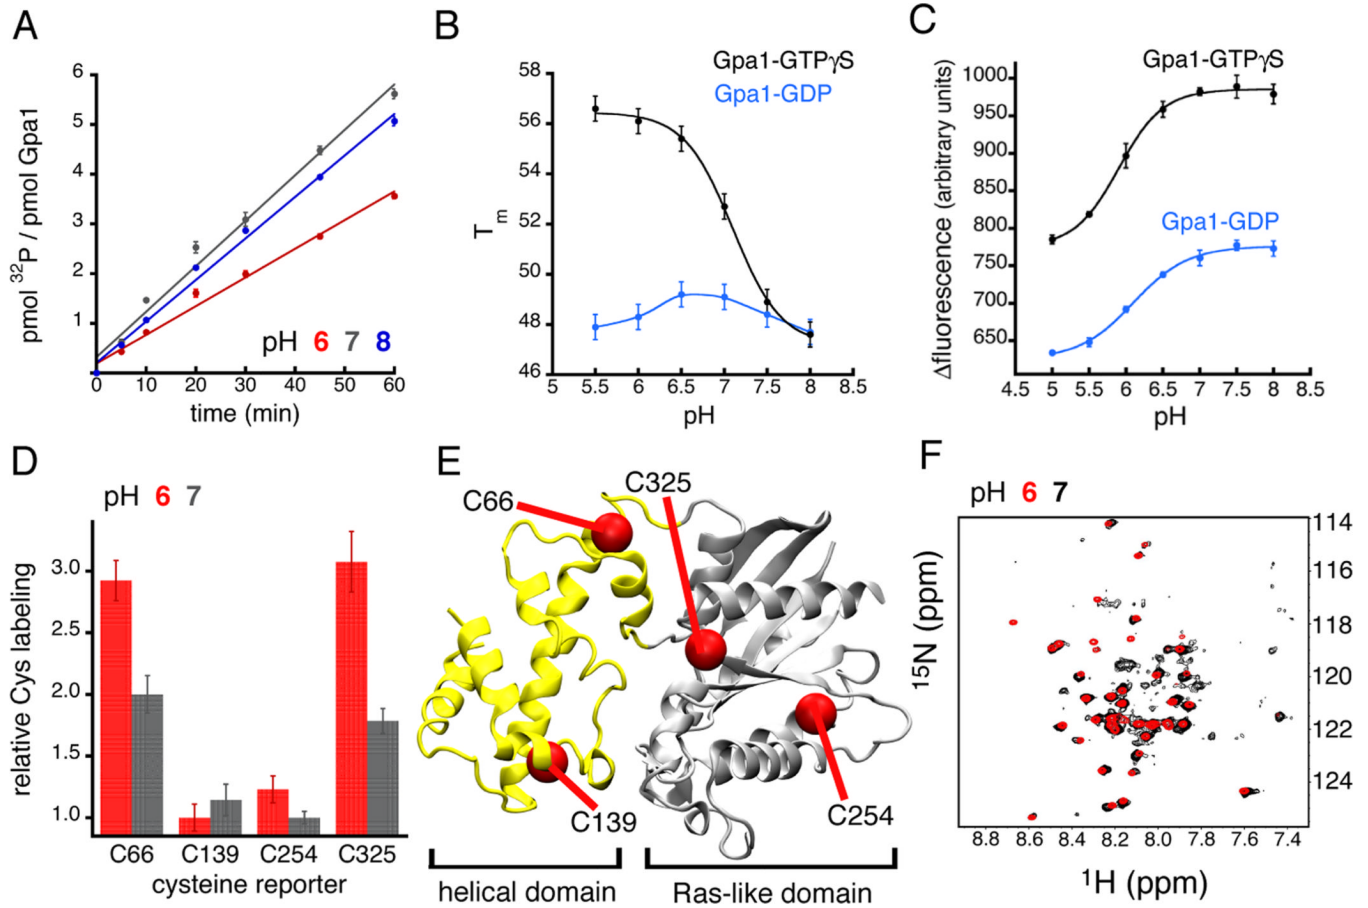 A
pmol ³²P / pmol Gpa1
6
5
4
3
2
1
0 10 20 30 40 50 60
pH 6 7 8
time (min)
B
Gpa1-GTPγS
Gpa1-GDP
Tm
58
56
54
52
50
48
46
5 5.5 6 6.5 7 7.5 8 8.5
pH
C
Gpa1-GTPγS
Gpa1-GDP
Δfluorescence (arbitrary units)
1000
950
900
850
800
750
700
650
4.5 5 5.5 6 6.5 7 7.5 8 8.5
pH
D
pH 6 7
relative Cys labeling
3.0
2.5
2.0
1.5
1.0
C66 C139 C254 C325
cysteine reporter
E
C66
C325
C139
C254
helical domain
Ras-like domain
F
pH 6 7
15N (ppm)
114
116
118
120
122
124
8.8 8.6 8.4 8.2 8.0 7.8 7.6 7.4
¹H (ppm)